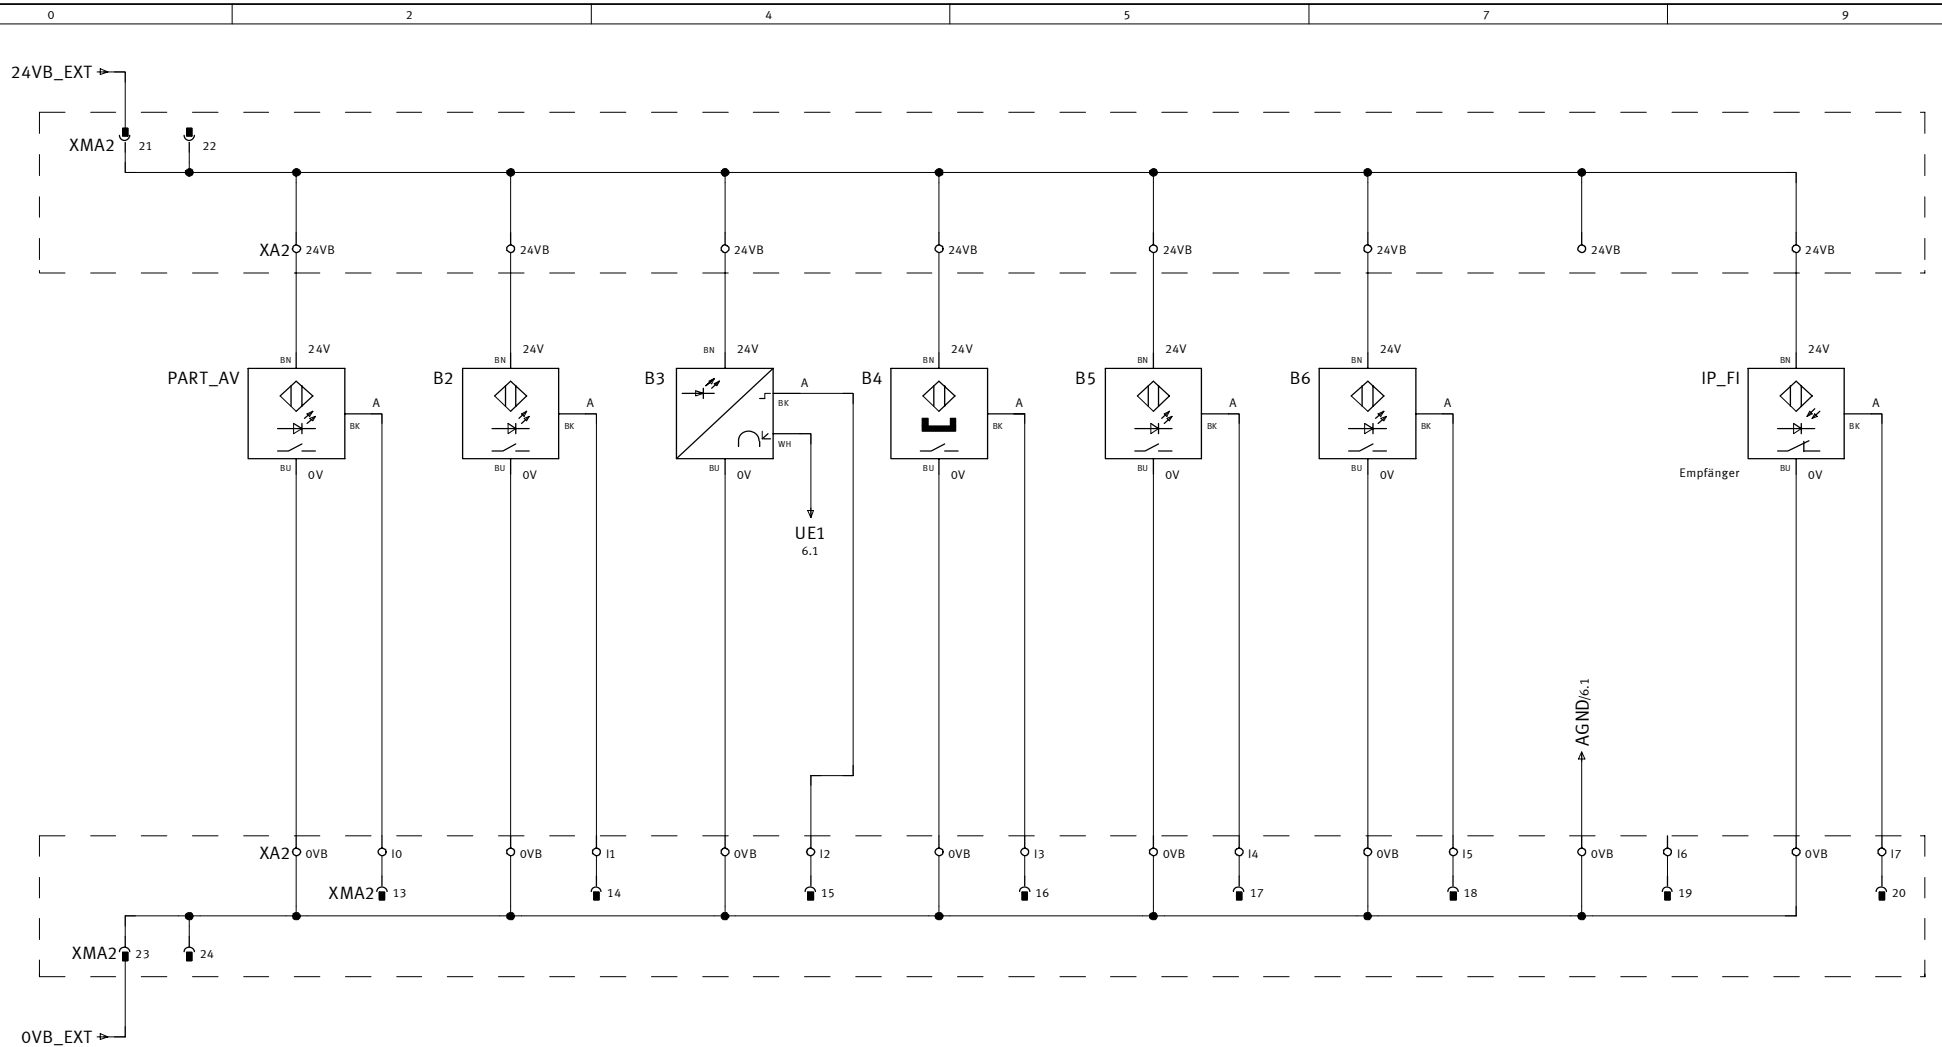 0 2 4 5 7 9
24VB_EXT
XMA2 21 22
XA2 24VB 24VB 24VB 24VB 24VB 24VB 24VB 24VB
BN 24V BN 24V BN 24V BN 24V BN 24V BN 24V BN 24V
PART_AV B2 B3 B4 B5 B6 IP_FI
A A A A A A A
BK BK BK BK BK BK BK
WH
BU 0V BU 0V BU 0V BU 0V BU 0V BU 0V Empfänger BU 0V
UE1
6.1
AGND/6.1
XA2 0VB I0 0VB I1 0VB I2 0VB I3 0VB I4 0VB I5 0VB I6 0VB I7
XMA2 13 14 15 16 17 18 19 20
XMA2 23 24
0VB_EXT